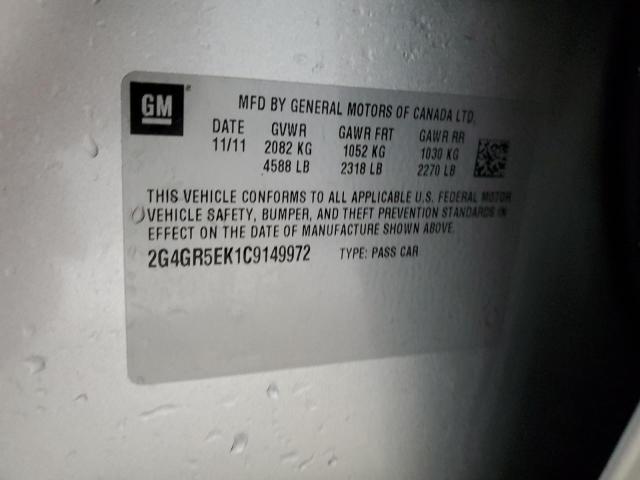 GM
MFD BY GENERAL MOTORS OF CANADA LTD.
DATE GVWR GAWR FRT GAWR RR
11/11 2082 KG 1052 KG 1030 KG
4588 LB 2318 LB 2270 LB
THIS VEHICLE CONFORMS TO ALL APPLICABLE U.S. FEDERAL MOTOR
VEHICLE SAFETY, BUMPER, AND THEFT PREVENTION STANDARDS IN
EFFECT ON THE DATE OF MANUFACTURE SHOWN ABOVE.
2G4GR5EK1C9149972 TYPE: PASS CAR